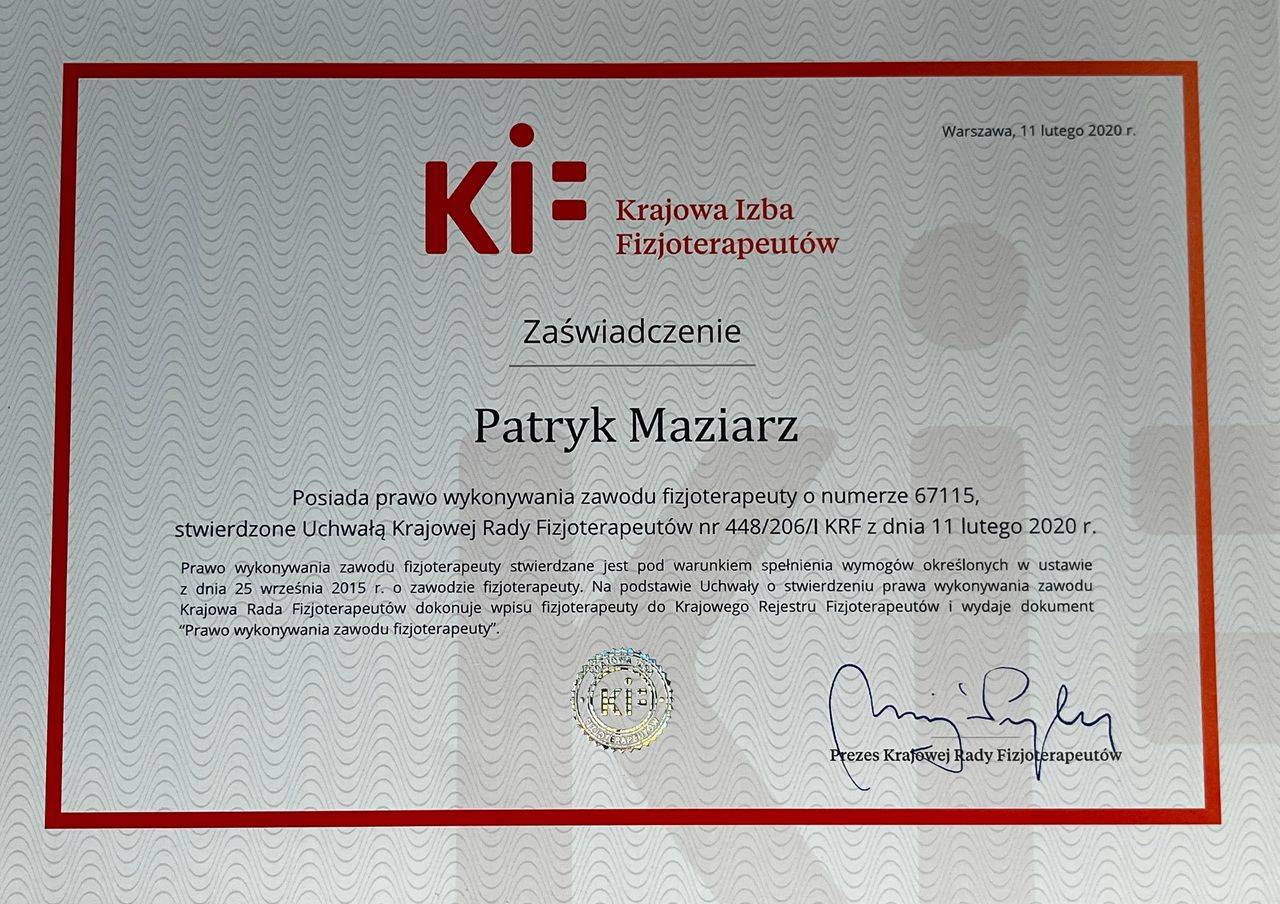 Warszawa, 11 lutego 2020 r.
KIF
Krajowa Izba
Fizjoterapeutów
Zaświadczenie
Patryk Maziarz
Posiada prawo wykonywania zawodu fizjoterapeuty o numerze 67115,
stwierdzone Uchwałą Krajowej Rady Fizjoterapeutów nr 448/206/I KRF z dnia 11 lutego 2020 r.
Prawo wykonywania zawodu fizjoterapeuty stwierdzane jest pod warunkiem spełnienia wymogów określonych w ustawie
z dnia 25 września 2015 r. o zawodzie fizjoterapeuty. Na podstawie Uchwały o stwierdzeniu prawa wykonywania zawodu
Krajowa Rada Fizjoterapeutów dokonuje wpisu fizjoterapeuty do Krajowego Rejestru Fizjoterapeutów i wydaje dokument
“Prawo wykonywania zawodu fizjoterapeuty”.
KRAJOWA IZBA
KIF
FIZJOTERAPEUTÓW
Prezes Krajowej Rady Fizjoterapeutów